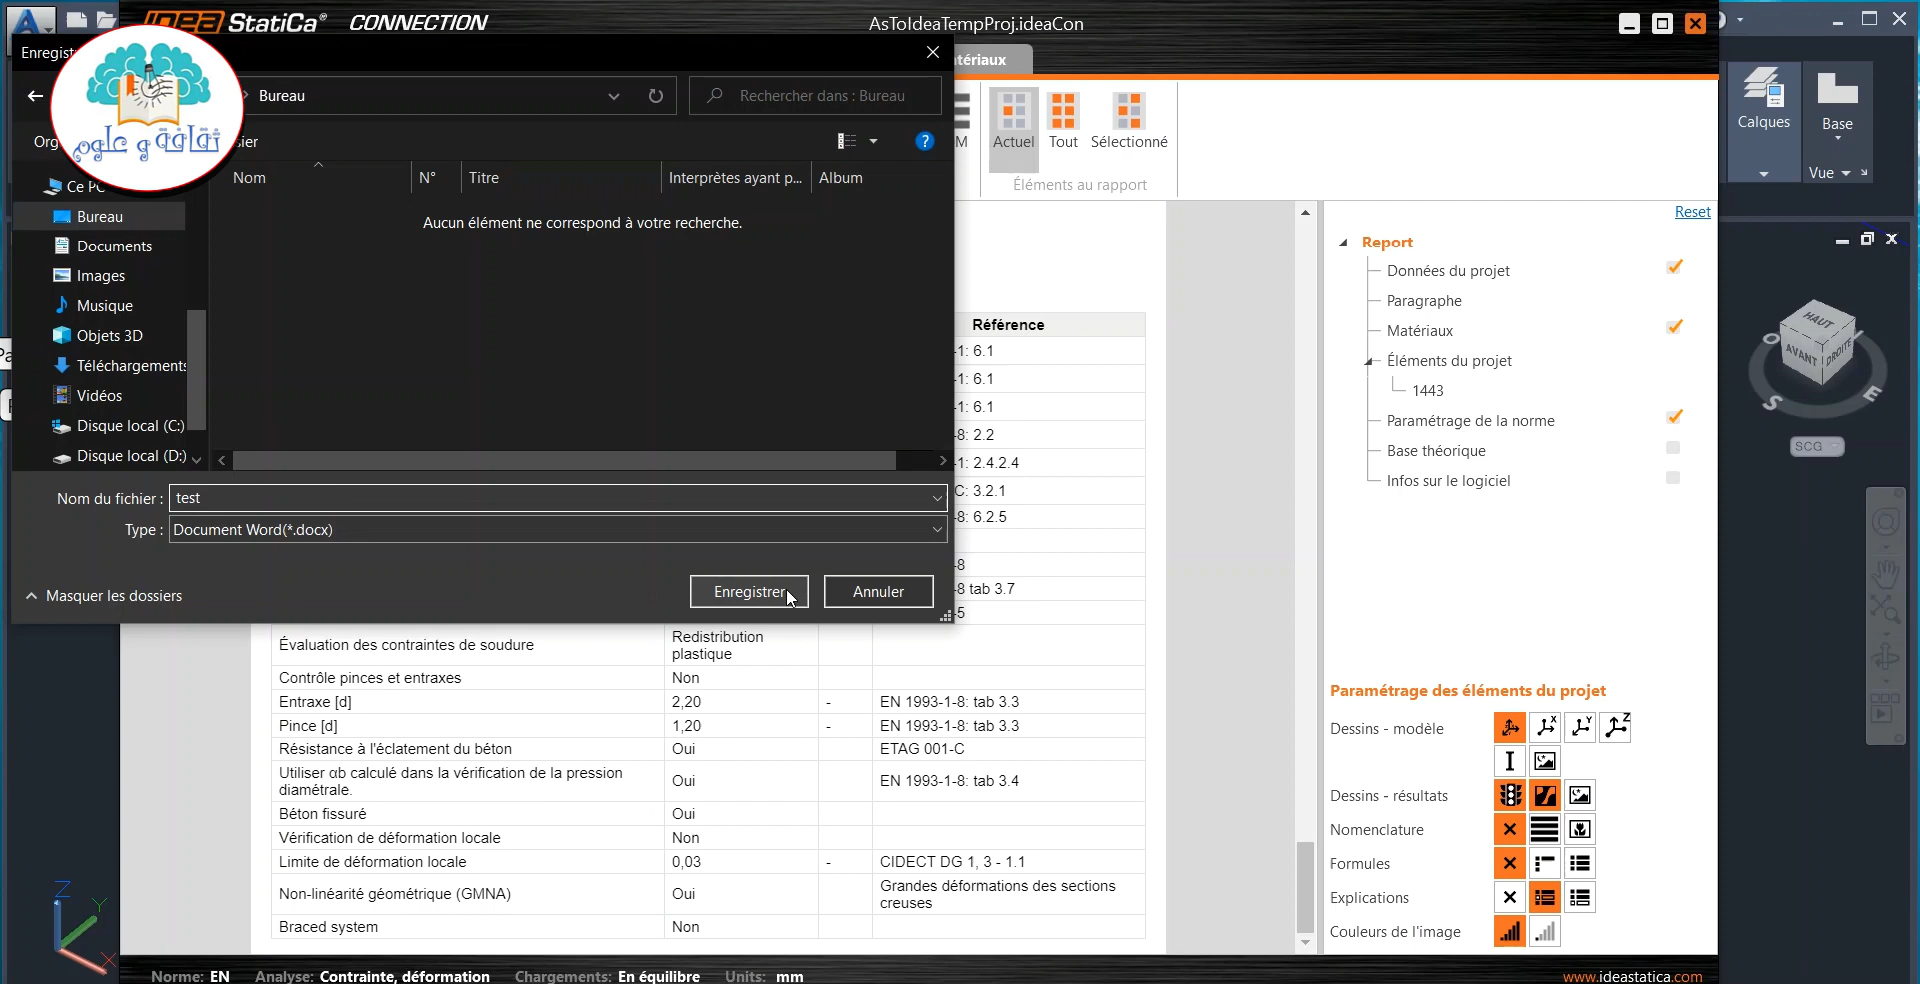 IDEA StatiCa® CONNECTION
AsToIdeaTempProj.ideaCon
Enregist
ثقافة و علوم
Bureau
Rechercher dans : Bureau
Org
sier
Nom
N°
Titre
Interprètes ayant p...
Album
Aucun élément ne correspond à votre recherche.
Ce PC
Bureau
Documents
Images
Musique
Objets 3D
Téléchargements
Vidéos
Disque local (C:)
Disque local (D:)
Nom du fichier :
test
Type :
Document Word(*.docx)
Masquer les dossiers
Enregistrer
Annuler
tériaux
M
Actuel
Tout
Sélectionné
Éléments au rapport
Calques
Base
Vue
Référence
-1: 6.1
-1: 6.1
-1: 6.1
-8: 2.2
-1: 2.4.2.4
C: 3.2.1
-8: 6.2.5
-8
-8 tab 3.7
-5
Évaluation des contraintes de soudure
Redistribution
plastique
Contrôle pinces et entraxes
Non
Entraxe [d]
2,20
-
EN 1993-1-8: tab 3.3
Pince [d]
1,20
-
EN 1993-1-8: tab 3.3
Résistance à l'éclatement du béton
Oui
ETAG 001-C
Utiliser αb calculé dans la vérification de la pression
diamétrale.
Oui
EN 1993-1-8: tab 3.4
Béton fissuré
Oui
Vérification de déformation locale
Non
Limite de déformation locale
0,03
-
CIDECT DG 1, 3 - 1.1
Non-linéarité géométrique (GMNA)
Oui
Grandes déformations des sections
creuses
Braced system
Non
Reset
Report
Données du projet
Paragraphe
Matériaux
Éléments du projet
1443
Paramétrage de la norme
Base théorique
Infos sur le logiciel
Paramétrage des éléments du projet
Dessins - modèle
X
Y
Z
Dessins - résultats
Nomenclature
Formules
Explications
Couleurs de l'image
HAUT
AVANT
DROITE
O
S
E
SCG
Z
Y
X
Norme: EN
Analyse: Contrainte, déformation
Chargements: En équilibre
Units: mm
www.ideastatica.com